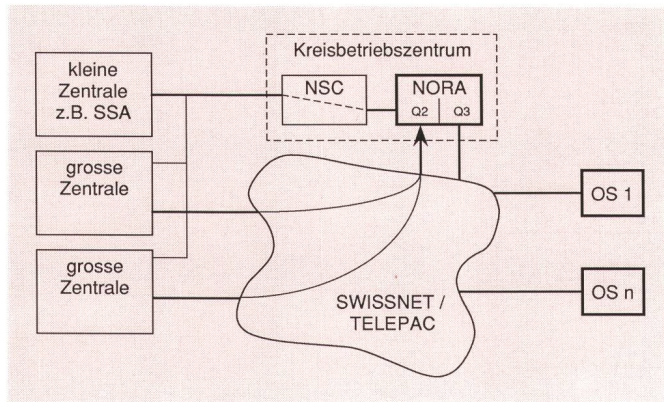 Kreisbetriebszentrum
kleine
Zentrale
z.B. SSA
NSC
NORA
Q2
Q3
grosse
Zentrale
OS 1
grosse
Zentrale
OS n
SWISSNET /
TELEPAC